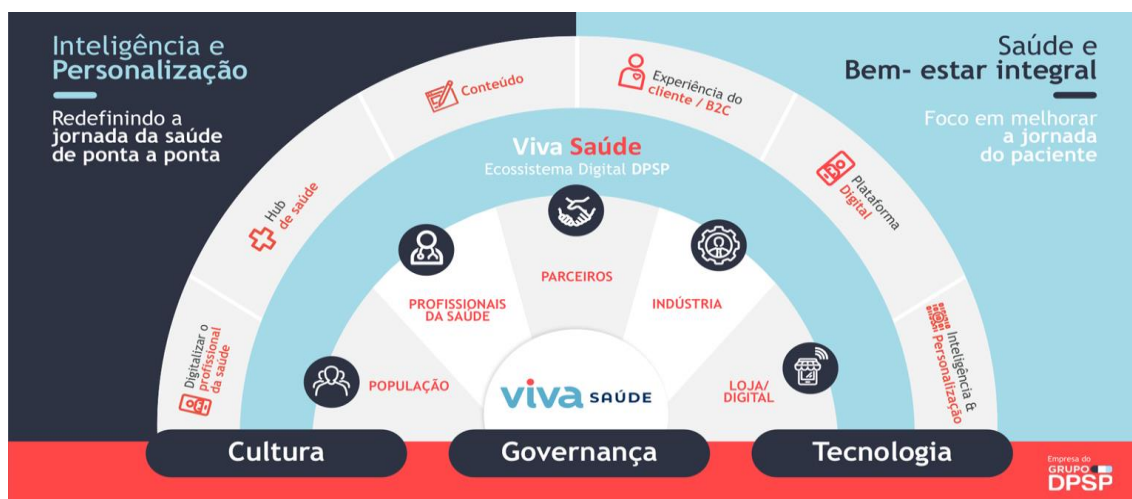 Inteligência e
Personalização
Redefinindo a
jornada da saúde
de ponta a ponta
Saúde e
Bem- estar integral
Foco em melhorar
a jornada
do paciente
Digitalizar o
profissional
da saúde
Hub
de saúde
Conteúdo
Experiência do
cliente / B2C
Plataforma
Digital
Inteligência &
Personalização
Viva Saúde
Ecossistema Digital DPSP
POPULAÇÃO
PROFISSIONAIS
DA SAÚDE
PARCEIROS
INDÚSTRIA
LOJA/
DIGITAL
viva SAÚDE
Cultura
Governança
Tecnologia
Empresa do
GRUPO
DPSP